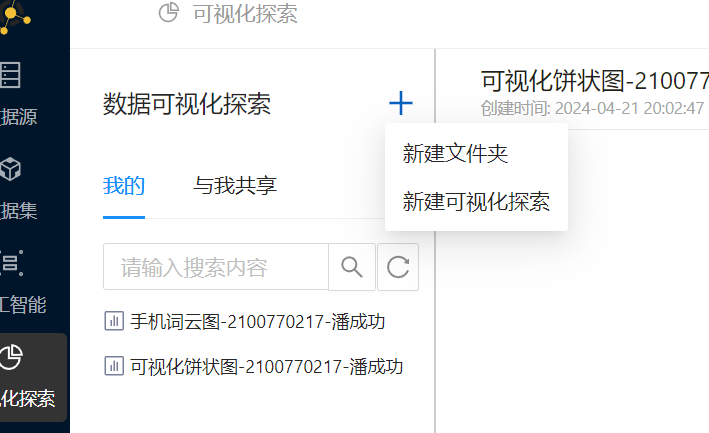 可视化探索
数据可视化探索
可视化饼状图-210077
创建时间: 2024-04-21 20:02:47
新建文件夹
新建可视化探索
我的
与我共享
请输入搜索内容
手机词云图-2100770217-潘成功
可视化饼状图-2100770217-潘成功
据源
据集
工智能
化探索